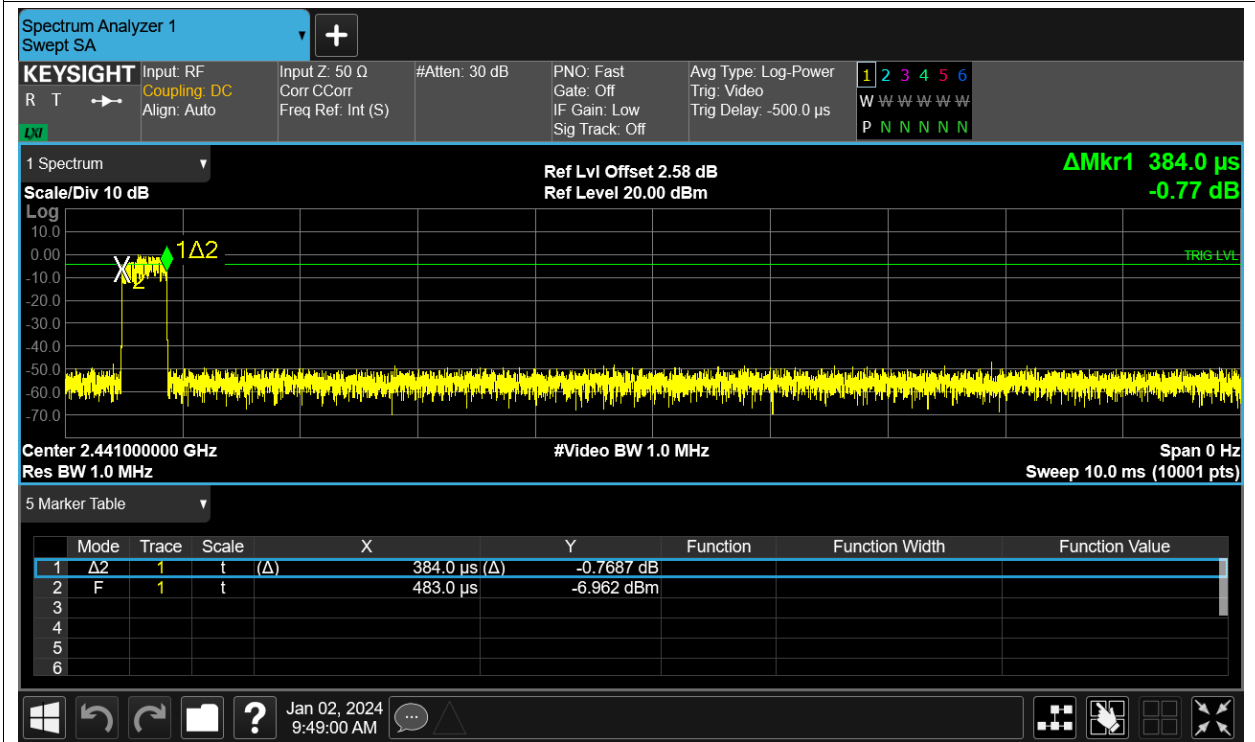 Spectrum Analyzer 1
Swept SA
KEYSIGHT
R T
LXI
Input: RF
Coupling: DC
Align: Auto
Input Z: 50 Ω
Corr CCorr
Freq Ref: Int (S)
#Atten: 30 dB
PNO: Fast
Gate: Off
IF Gain: Low
Sig Track: Off
Avg Type: Log-Power
Trig: Video
Trig Delay: -500.0 µs
1 2 3 4 5 6
W W W W W W
P N N N N N
1 Spectrum
Scale/Div 10 dB
Ref Lvl Offset 2.58 dB
Ref Level 20.00 dBm
ΔMkr1 384.0 µs
-0.77 dB
Log
10.0
0.00
-10.0
-20.0
-30.0
-40.0
-50.0
-60.0
-70.0
X
2
1Δ2
TRIG LVL
Center 2.441000000 GHz
Res BW 1.0 MHz
#Video BW 1.0 MHz
Span 0 Hz
Sweep 10.0 ms (10001 pts)
5 Marker Table
Mode Trace Scale X Y Function Function Width Function Value
1 Δ2 1 t (Δ) 384.0 µs (Δ) -0.7687 dB
2 F 1 t 483.0 µs -6.962 dBm
3
4
5
6
?
Jan 02, 2024
9:49:00 AM